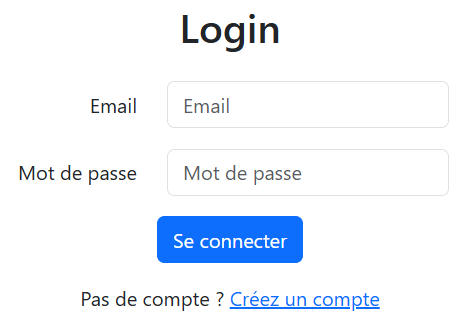 Login
Email Email
Mot de passe Mot de passe
Se connecter
Pas de compte ? Créez un compte